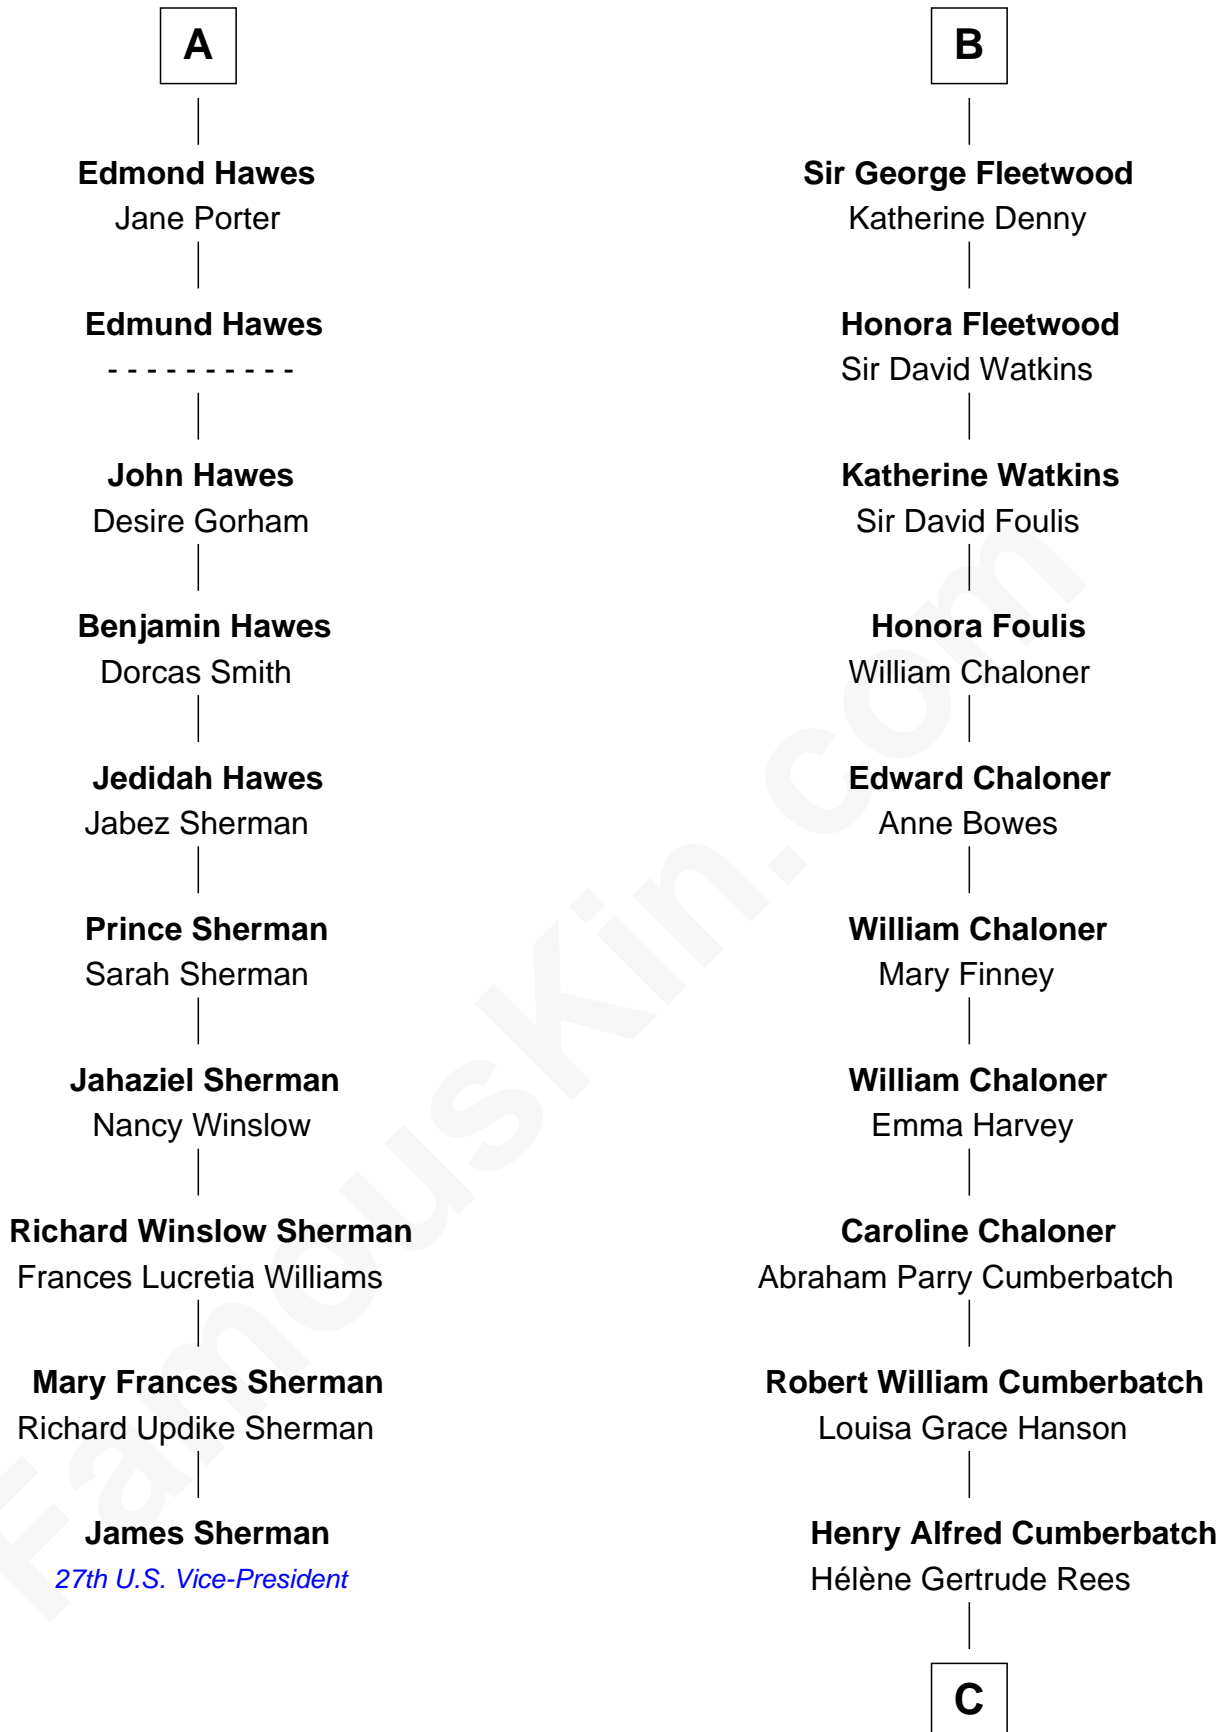 A
Edmond Hawes
Jane Porter
Edmund Hawes
- - - - - - - - - -
John Hawes
Desire Gorham
Benjamin Hawes
Dorcas Smith
Jedidah Hawes
Jabez Sherman
Prince Sherman
Sarah Sherman
Jahaziel Sherman
Nancy Winslow
Richard Winslow Sherman
Frances Lucretia Williams
Mary Frances Sherman
Richard Updike Sherman
James Sherman
27th U.S. Vice-President
B
Sir George Fleetwood
Katherine Denny
Honora Fleetwood
Sir David Watkins
Katherine Watkins
Sir David Foulis
Honora Foulis
William Chaloner
Edward Chaloner
Anne Bowes
William Chaloner
Mary Finney
William Chaloner
Emma Harvey
Caroline Chaloner
Abraham Parry Cumberbatch
Robert William Cumberbatch
Louisa Grace Hanson
Henry Alfred Cumberbatch
Hélène Gertrude Rees
C
FamousKin.com